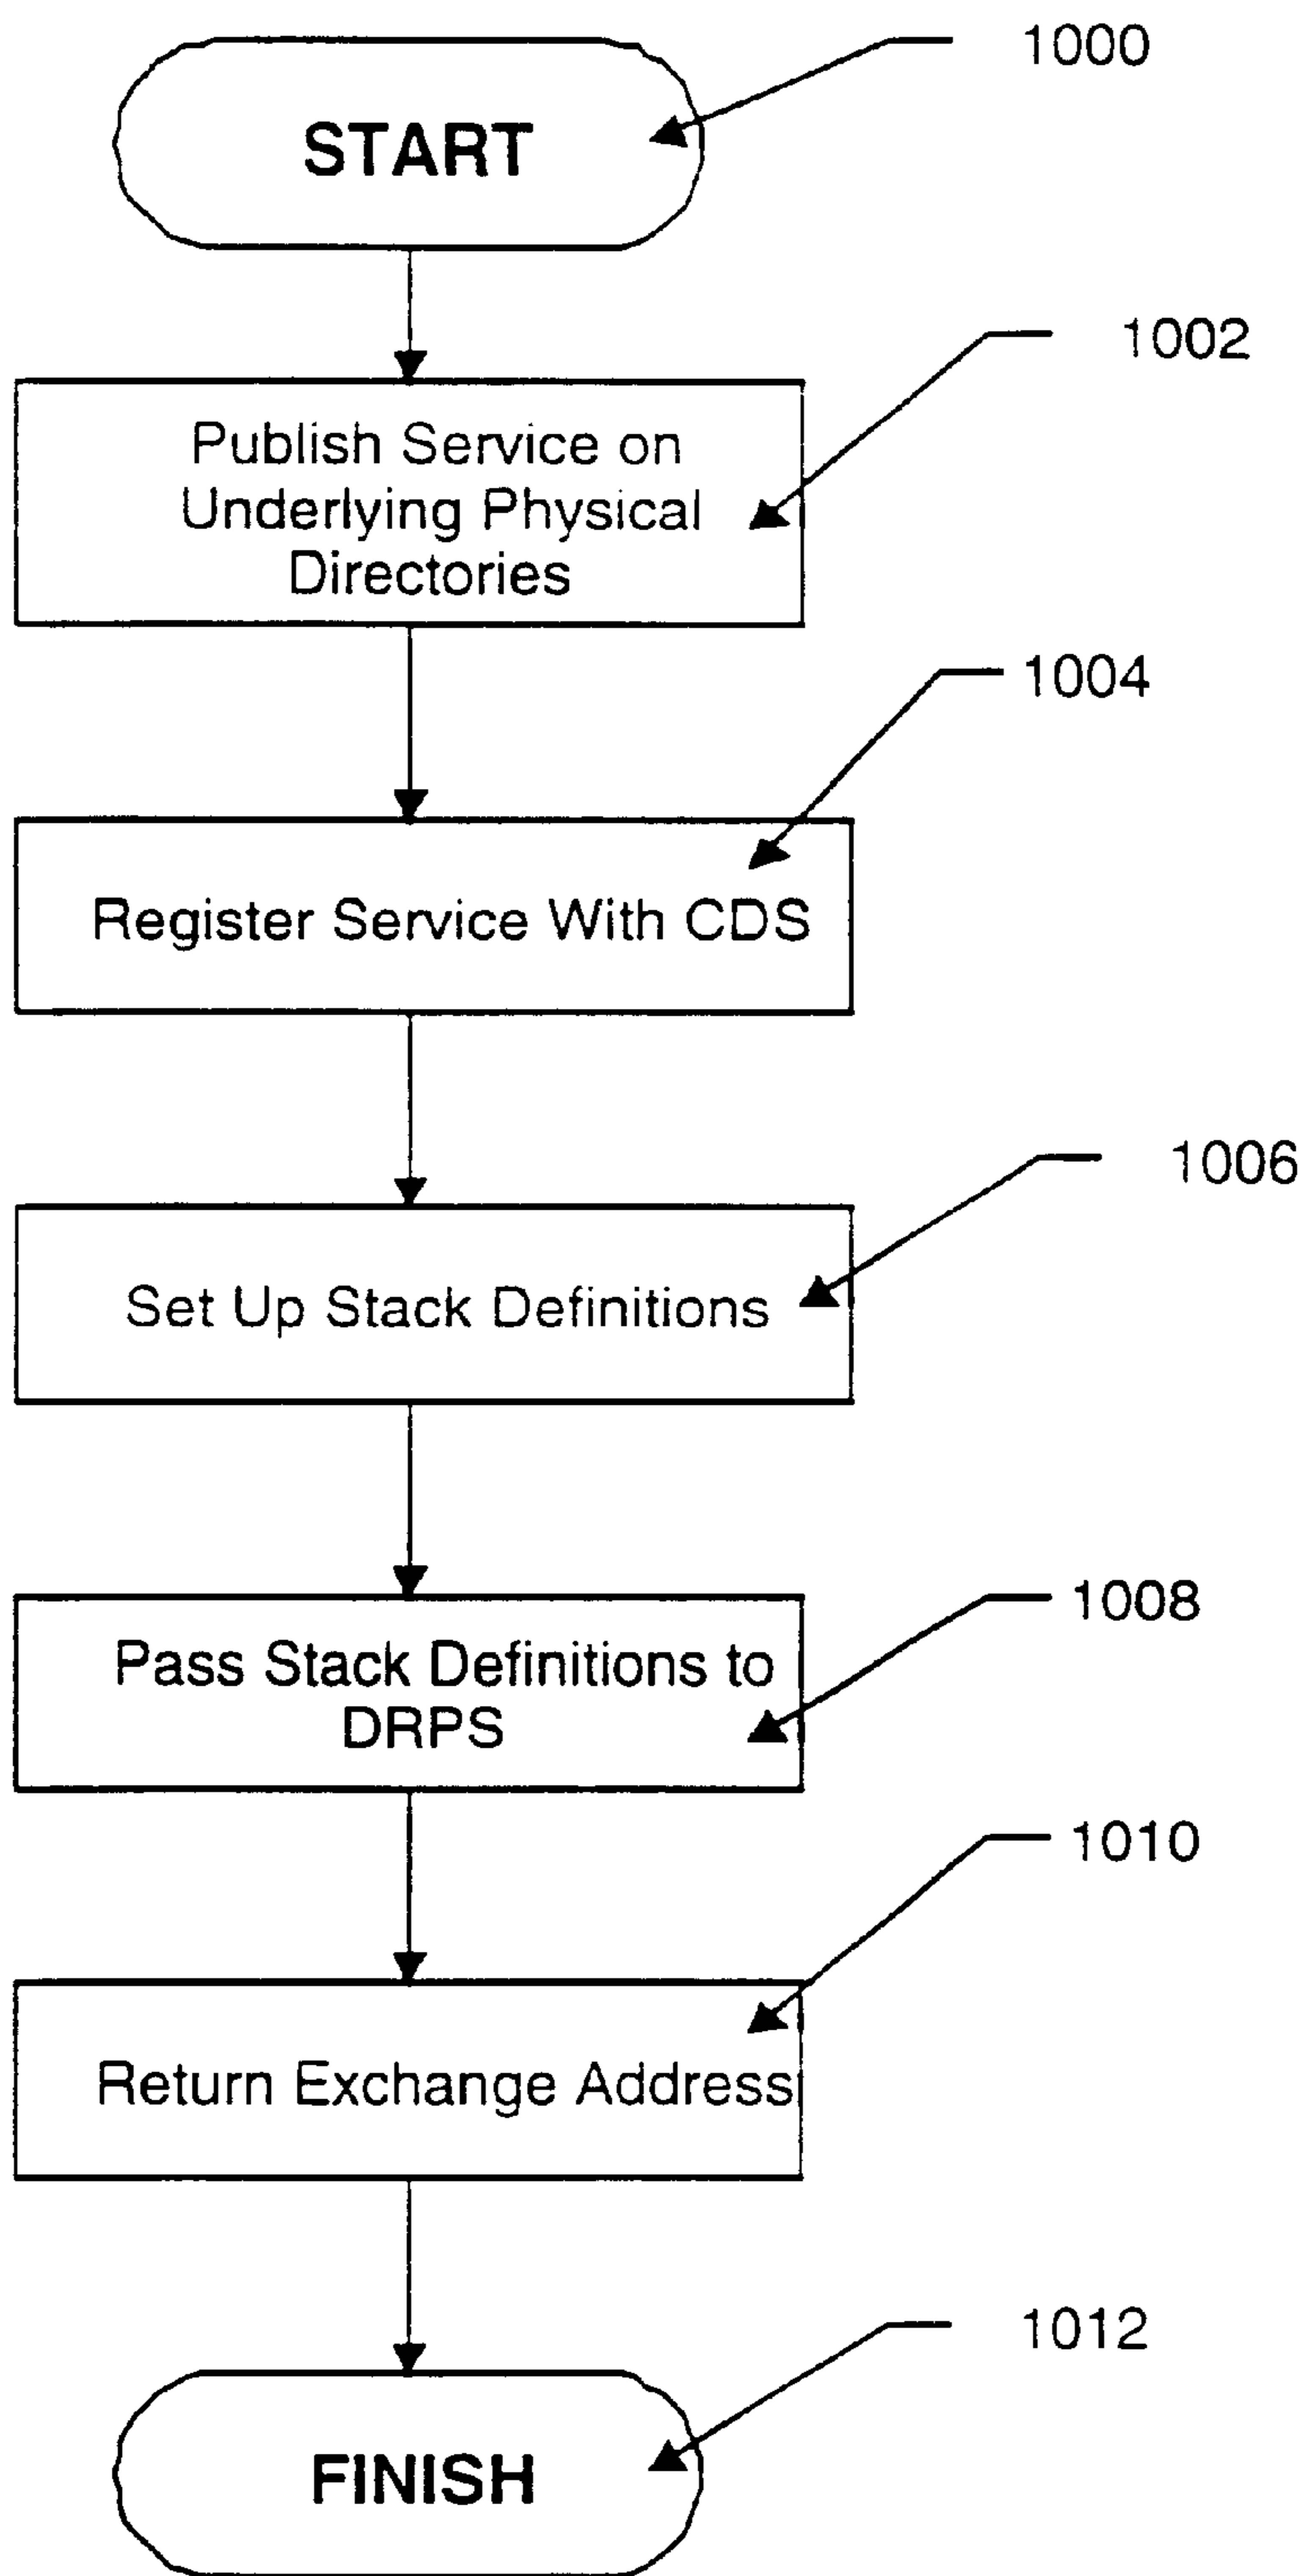 START
1000
1002
Publish Service on
Underlying Physical
Directories
1004
Register Service With CDS
1006
Set Up Stack Definitions
1008
Pass Stack Definitions to
DRPS
1010
Return Exchange Address
1012
FINISH